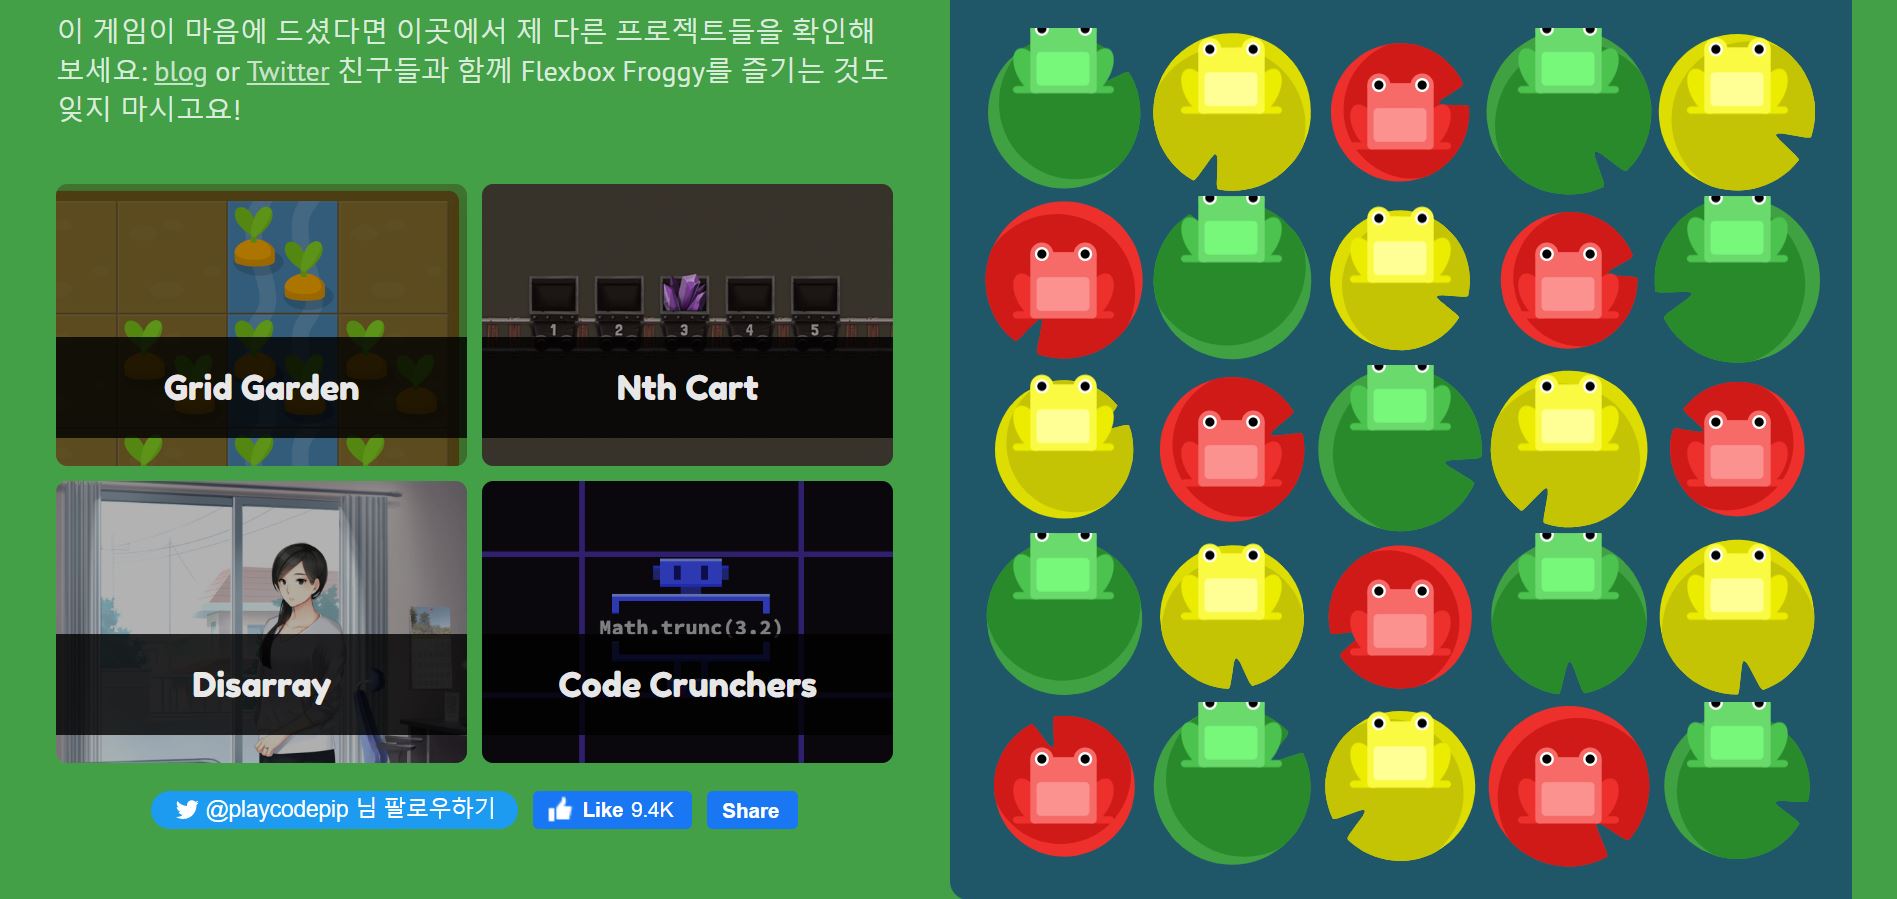 이 게임이 마음에 드셨다면 이곳에서 제 다른 프로젝트들을 확인해
보세요: blog or Twitter 친구들과 함께 Flexbox Froggy를 즐기는 것도
잊지 마시고요!
1 2 3 4 5
Grid Garden
Nth Cart
Math.trunc(3.2)
Disarray
Code Crunchers
@playcodepip 님 팔로우하기
Like 9.4K
Share